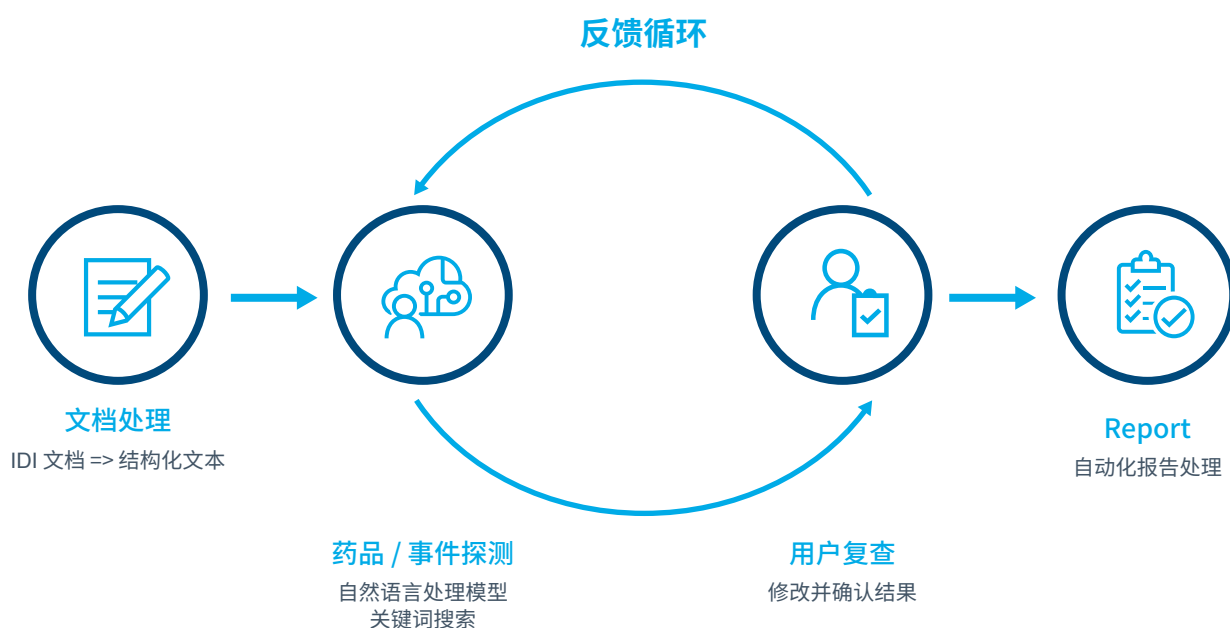 反馈循环
文档处理
IDI 文档 => 结构化文本
药品 / 事件探测
自然语言处理模型
关键词搜索
用户复查
修改并确认结果
Report
自动化报告处理